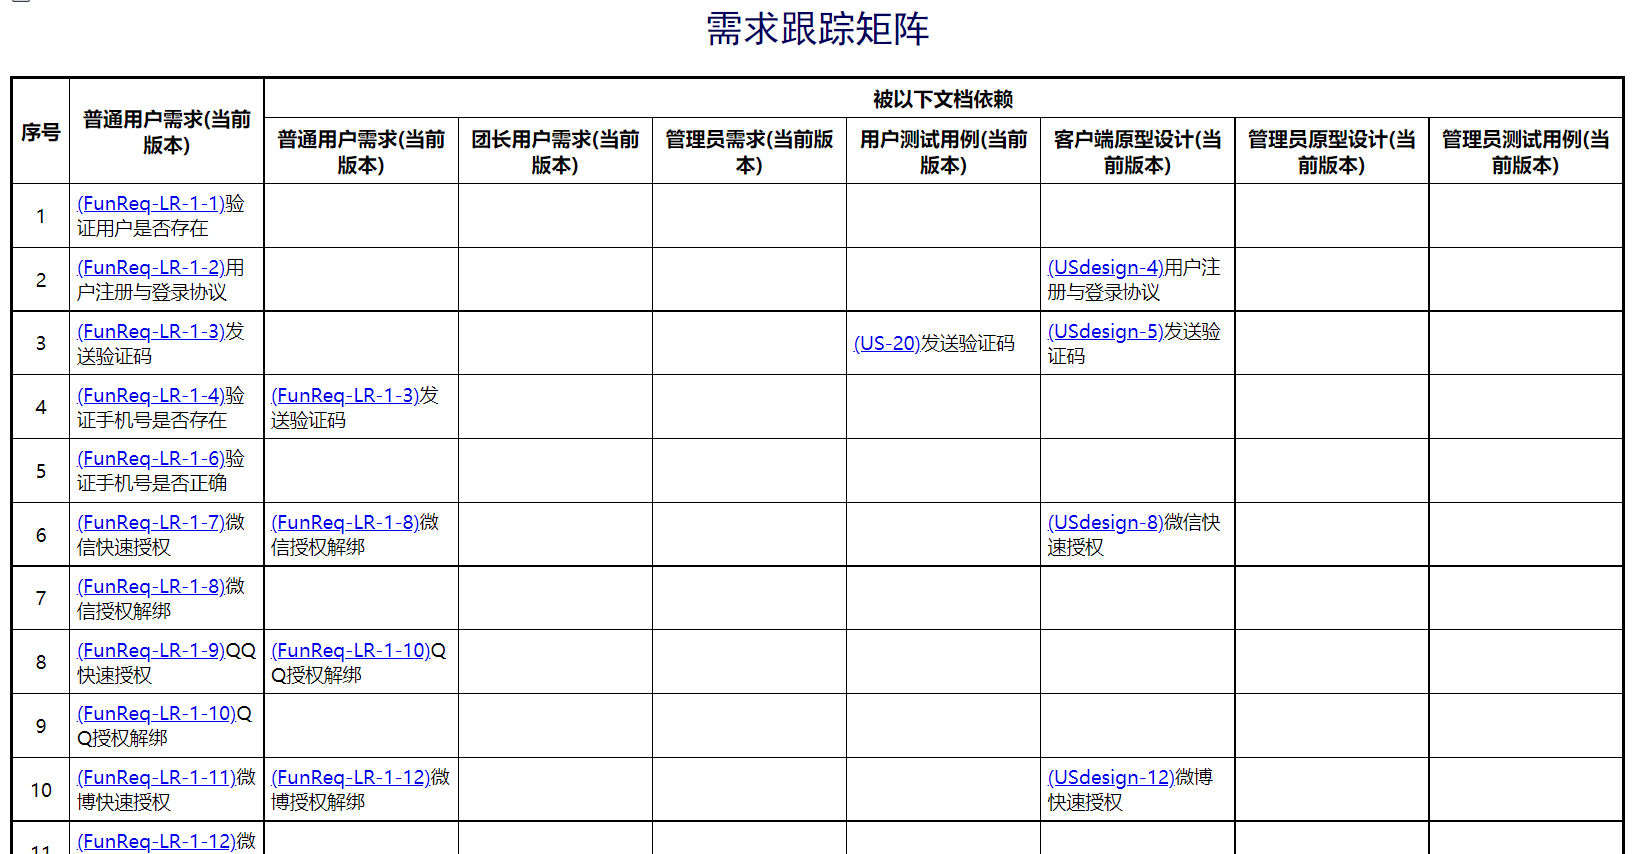 需求跟踪矩阵
序号
普通用户需求(当前
版本)
被以下文档依赖
普通用户需求(当前
版本)
团长用户需求(当前
版本)
管理员需求(当前版
本)
用户测试用例(当前
版本)
客户端原型设计(当
前版本)
管理员原型设计(当
前版本)
管理员测试用例(当
前版本)
1
(FunReq-LR-1-1)验
证用户是否存在
2
(FunReq-LR-1-2)用
户注册与登录协议
(USdesign-4)用户注
册与登录协议
3
(FunReq-LR-1-3)发
送验证码
(US-20)发送验证码
(USdesign-5)发送验
证码
4
(FunReq-LR-1-4)验
证手机号是否存在
(FunReq-LR-1-3)发
送验证码
5
(FunReq-LR-1-6)验
证手机号是否正确
6
(FunReq-LR-1-7)微
信快速授权
(FunReq-LR-1-8)微
信授权解绑
(USdesign-8)微信快
速授权
7
(FunReq-LR-1-8)微
信授权解绑
8
(FunReq-LR-1-9)QQ
快速授权
(FunReq-LR-1-10)Q
Q授权解绑
9
(FunReq-LR-1-10)Q
Q授权解绑
10
(FunReq-LR-1-11)微
博快速授权
(FunReq-LR-1-12)微
博授权解绑
(USdesign-12)微博
快速授权
11
(FunReq-LR-1-12)微